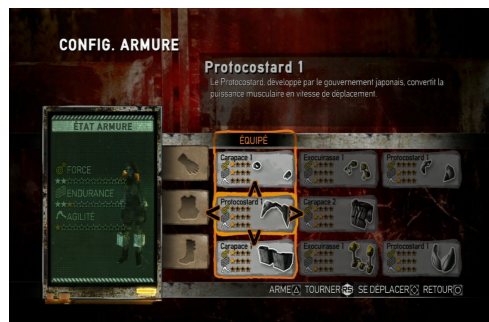 CONFIG. ARMURE
Protocostard 1
Le Protocostard, développé par le gouvernement japonais, convertit la
puissance musculaire en vitesse de déplacement.
ÉTAT ARMURE
FORCE
ENDURANCE
AGILITÉ
ÉQUIPÉ
Carapace 1
Exocuirasse 1
Protocostard 1
Protocostard 1
Carapace 2
Carapace 1
Exocuirasse 1
Protocostard 1
ARME TOURNER RS SE DÉPLACER RETOUR